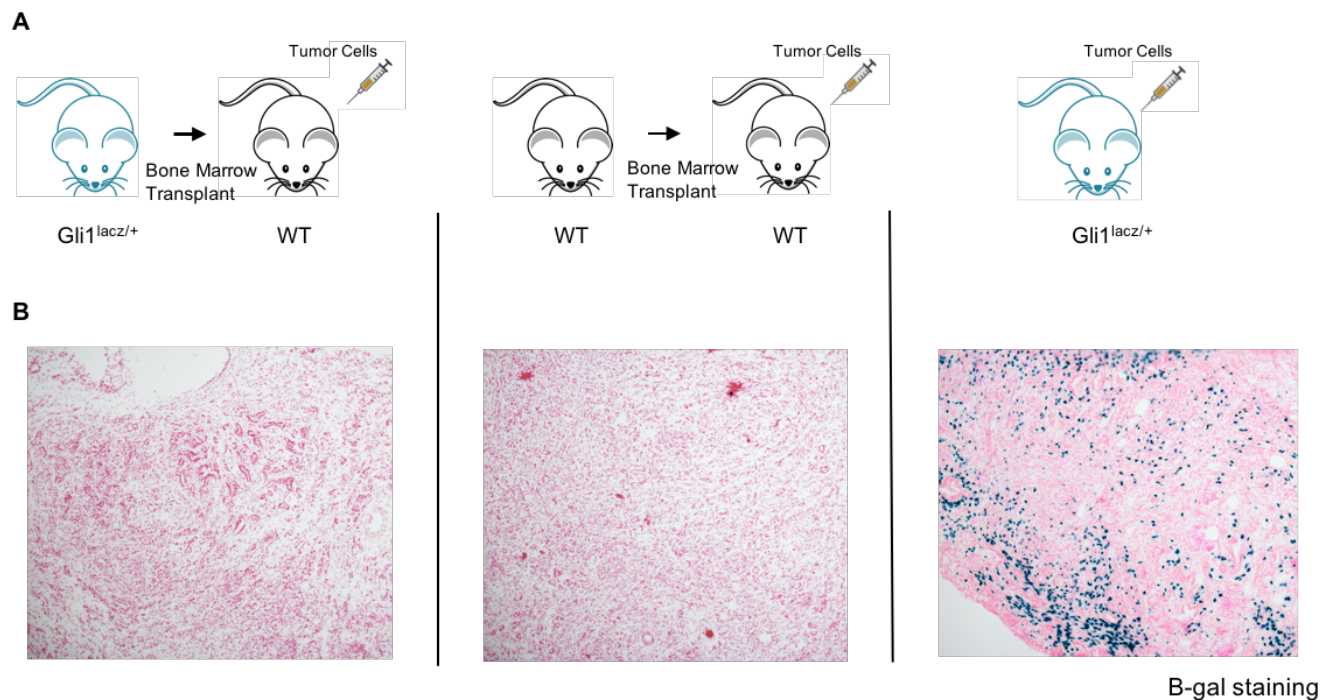 A
Tumor Cells
Tumor Cells
Tumor Cells
Bone Marrow
Transplant
Bone Marrow
Transplant
Gli1lacz/+
WT
WT
WT
Gli1lacz/+
B
B-gal staining